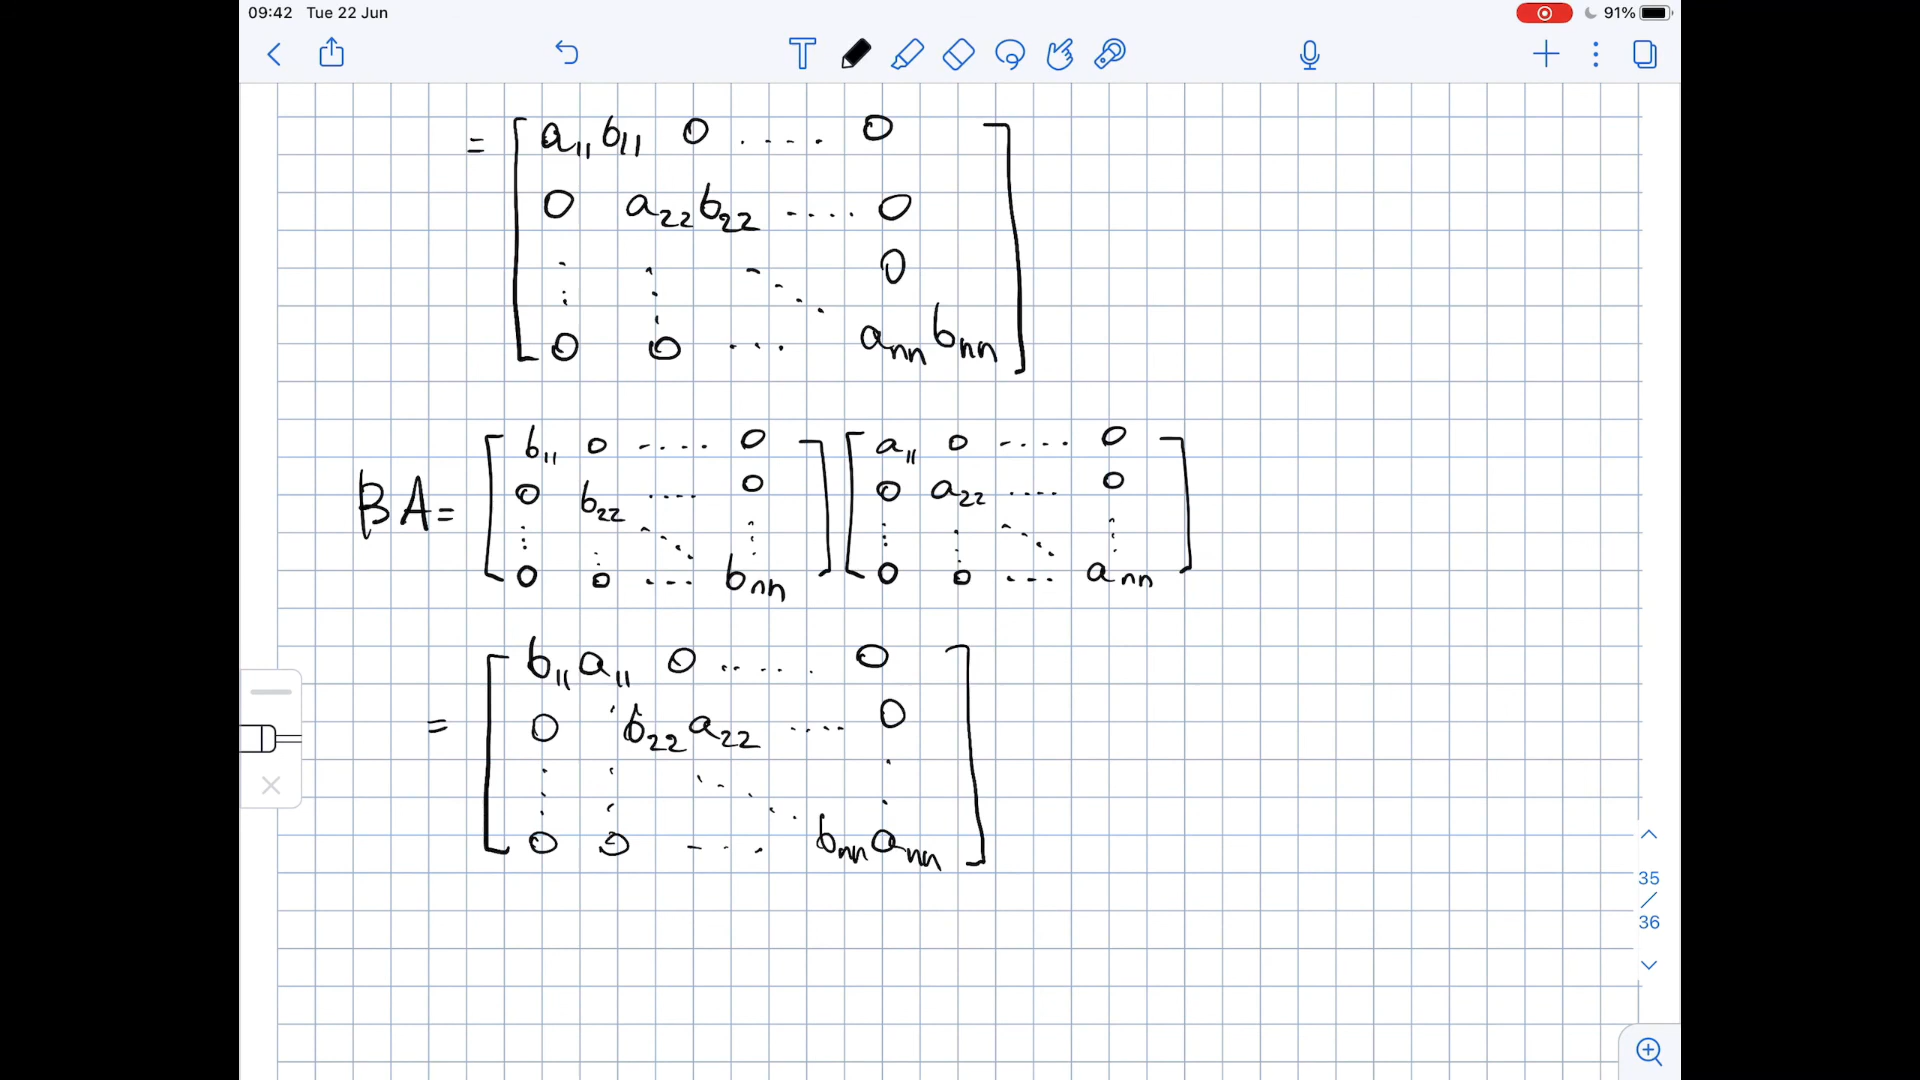 09:42 Tue 22 Jun 91%
T
= [ a₁₁b₁₁ 0 .... 0
0 a₂₂b₂₂ .... 0
⋮ ⋮ ⋱ 0
0 0 ... aₙₙbₙₙ ]
BA = [ b₁₁ 0 .... 0 ] [ a₁₁ 0 .... 0 ]
0 b₂₂ .... 0 0 a₂₂ .... 0
⋮ ⋮ ⋱ ⋮ ⋮ ⋮ ⋱ ⋮
0 0 ... bₙₙ 0 0 ... aₙₙ
= [ b₁₁a₁₁ 0 ..... 0
0 b₂₂a₂₂ .... 0
⋮ ⋮ ⋱ ⋮
0 0 ... bₙₙaₙₙ ]
35
/
36